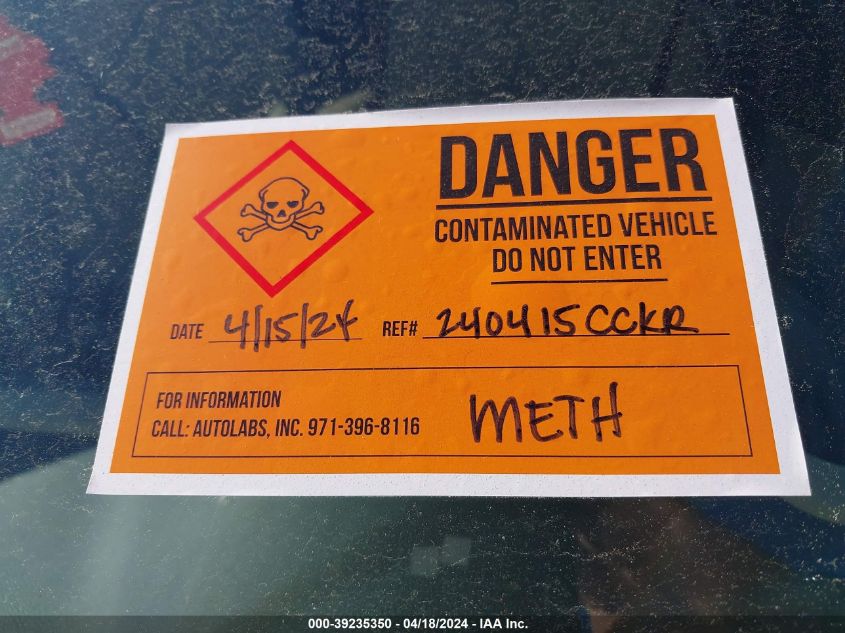 DANGER
CONTAMINATED VEHICLE
DO NOT ENTER
DATE 4/15/24 REF# 240415CCKR
FOR INFORMATION
CALL: AUTOLABS, INC. 971-396-8116
METH
000-39235350 - 04/18/2024 - IAA Inc.